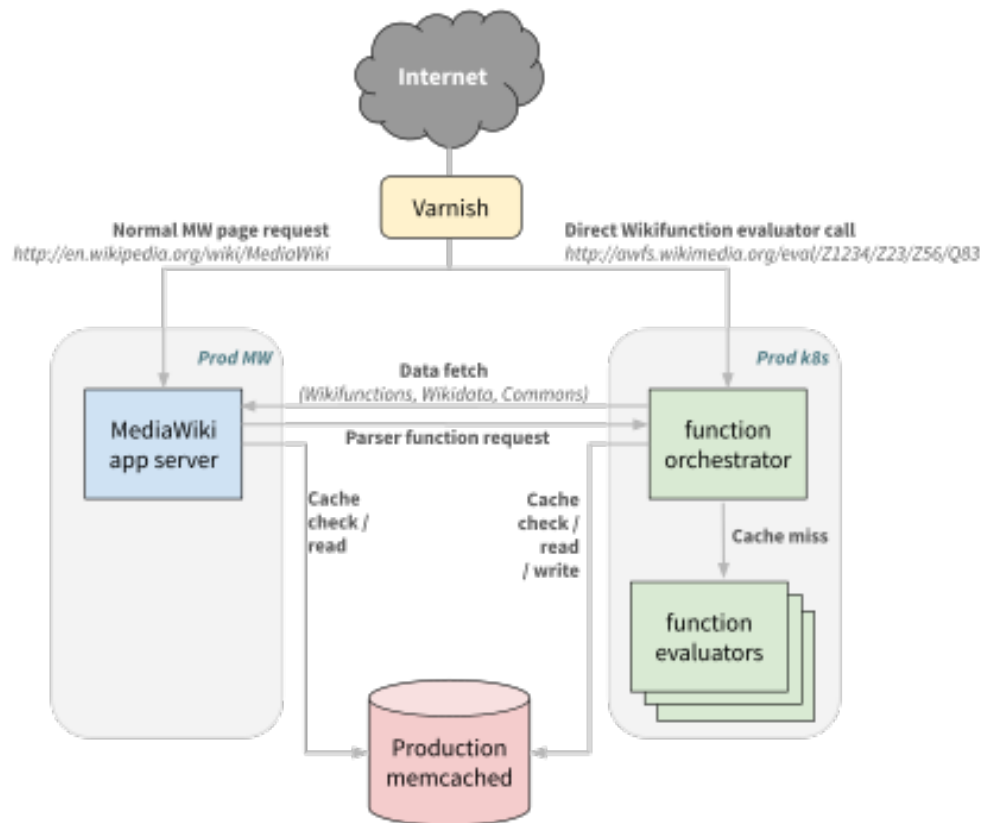 Internet
Varnish
Normal MW page request
http://en.wikipedia.org/wiki/MediaWiki
Direct Wikifunction evaluator call
http://awfs.wikimedia.org/eval/Z1234/Z23/Z56/Q83
Prod MW
Prod k8s
Data fetch
(Wikifunctions, Wikidata, Commons)
MediaWiki
app server
function
orchestrator
Parser function request
Cache
check /
read
Cache
check /
read
/ write
Cache miss
function
evaluators
Production
memcached